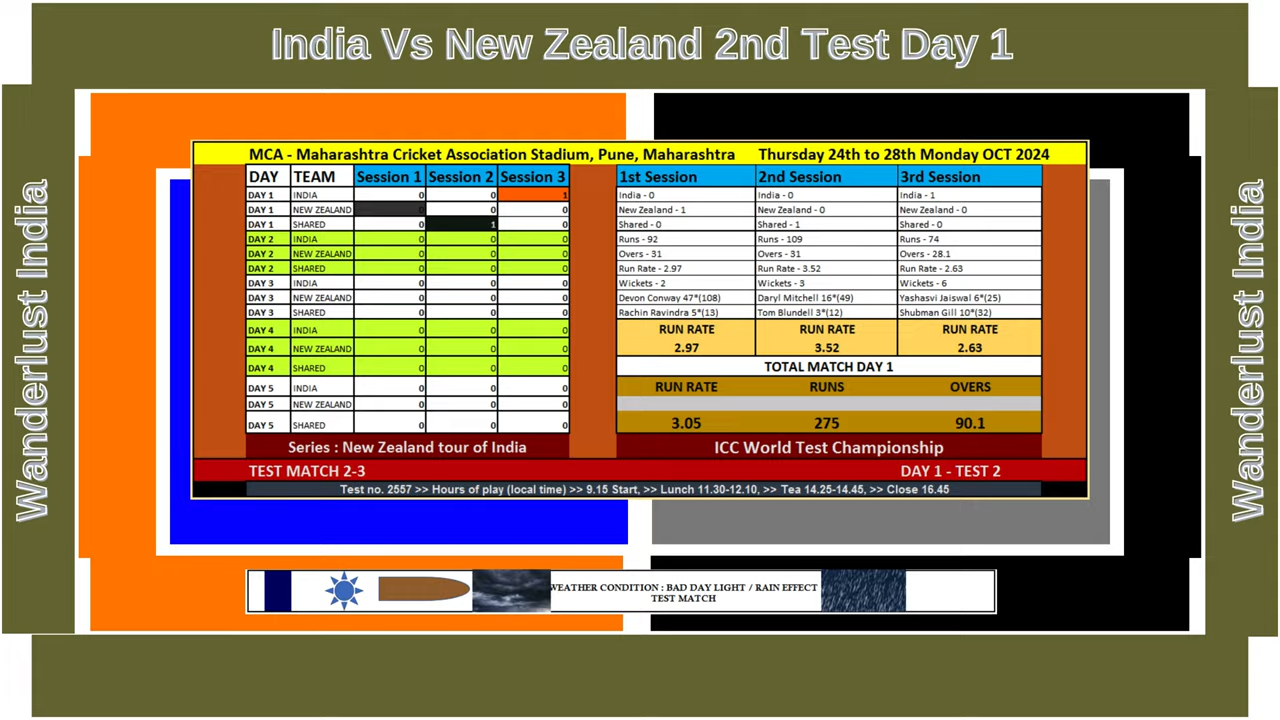 India Vs New Zealand 2nd Test Day 1
Wanderlust India
MCA - Maharashtra Cricket Association Stadium, Pune, Maharashtra Thursday 24th to 28th Monday OCT 2024
DAY TEAM Session 1 Session 2 Session 3
DAY 1 INDIA 0 0 1
DAY 1 NEW ZEALAND 0 0 0
DAY 1 SHARED 0 1 0
DAY 2 INDIA 0 0 0
DAY 2 NEW ZEALAND 0 0 0
DAY 2 SHARED 0 0 0
DAY 3 INDIA 0 0 0
DAY 3 NEW ZEALAND 0 0 0
DAY 3 SHARED 0 0 0
DAY 4 INDIA 0 0 0
DAY 4 NEW ZEALAND 0 0 0
DAY 4 SHARED 0 0 0
DAY 5 INDIA 0 0 0
DAY 5 NEW ZEALAND 0 0 0
DAY 5 SHARED 0 0 0
Series : New Zealand tour of India
1st Session 2nd Session 3rd Session
India - 0 India - 0 India - 1
New Zealand - 1 New Zealand - 0 New Zealand - 0
Shared - 0 Shared - 1 Shared - 0
Runs - 92 Runs - 109 Runs - 74
Overs - 31 Overs - 31 Overs - 28.1
Run Rate - 2.97 Run Rate - 3.52 Run Rate - 2.63
Wickets - 2 Wickets - 3 Wickets - 6
Devon Conway 47*(108) Daryl Mitchell 16*(49) Yashasvi Jaiswal 6*(25)
Rachin Ravindra 5*(13) Tom Blundell 3*(12) Shubman Gill 10*(32)
RUN RATE RUN RATE RUN RATE
2.97 3.52 2.63
TOTAL MATCH DAY 1
RUN RATE RUNS OVERS
3.05 275 90.1
ICC World Test Championship
TEST MATCH 2-3 DAY 1 - TEST 2
Test no. 2557 >> Hours of play (local time) >> 9.15 Start, >> Lunch 11.30-12.10, >> Tea 14.25-14.45, >> Close 16.45
WEATHER CONDITION : BAD DAY LIGHT / RAIN EFFECT
TEST MATCH
Wanderlust India